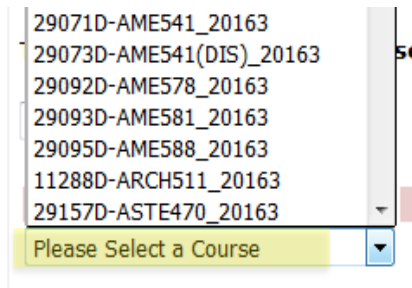 29071D-AME541_20163
29073D-AME541(DIS)_20163
29092D-AME578_20163
29093D-AME581_20163
29095D-AME588_20163
11288D-ARCH511_20163
29157D-ASTE470_20163
Please Select a Course